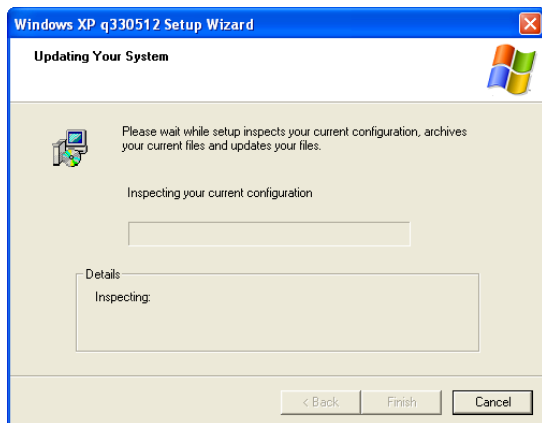 Windows XP q330512 Setup Wizard
Updating Your System
Please wait while setup inspects your current configuration, archives
your current files and updates your files.
Inspecting your current configuration
Details
Inspecting:
< Back
Finish
Cancel